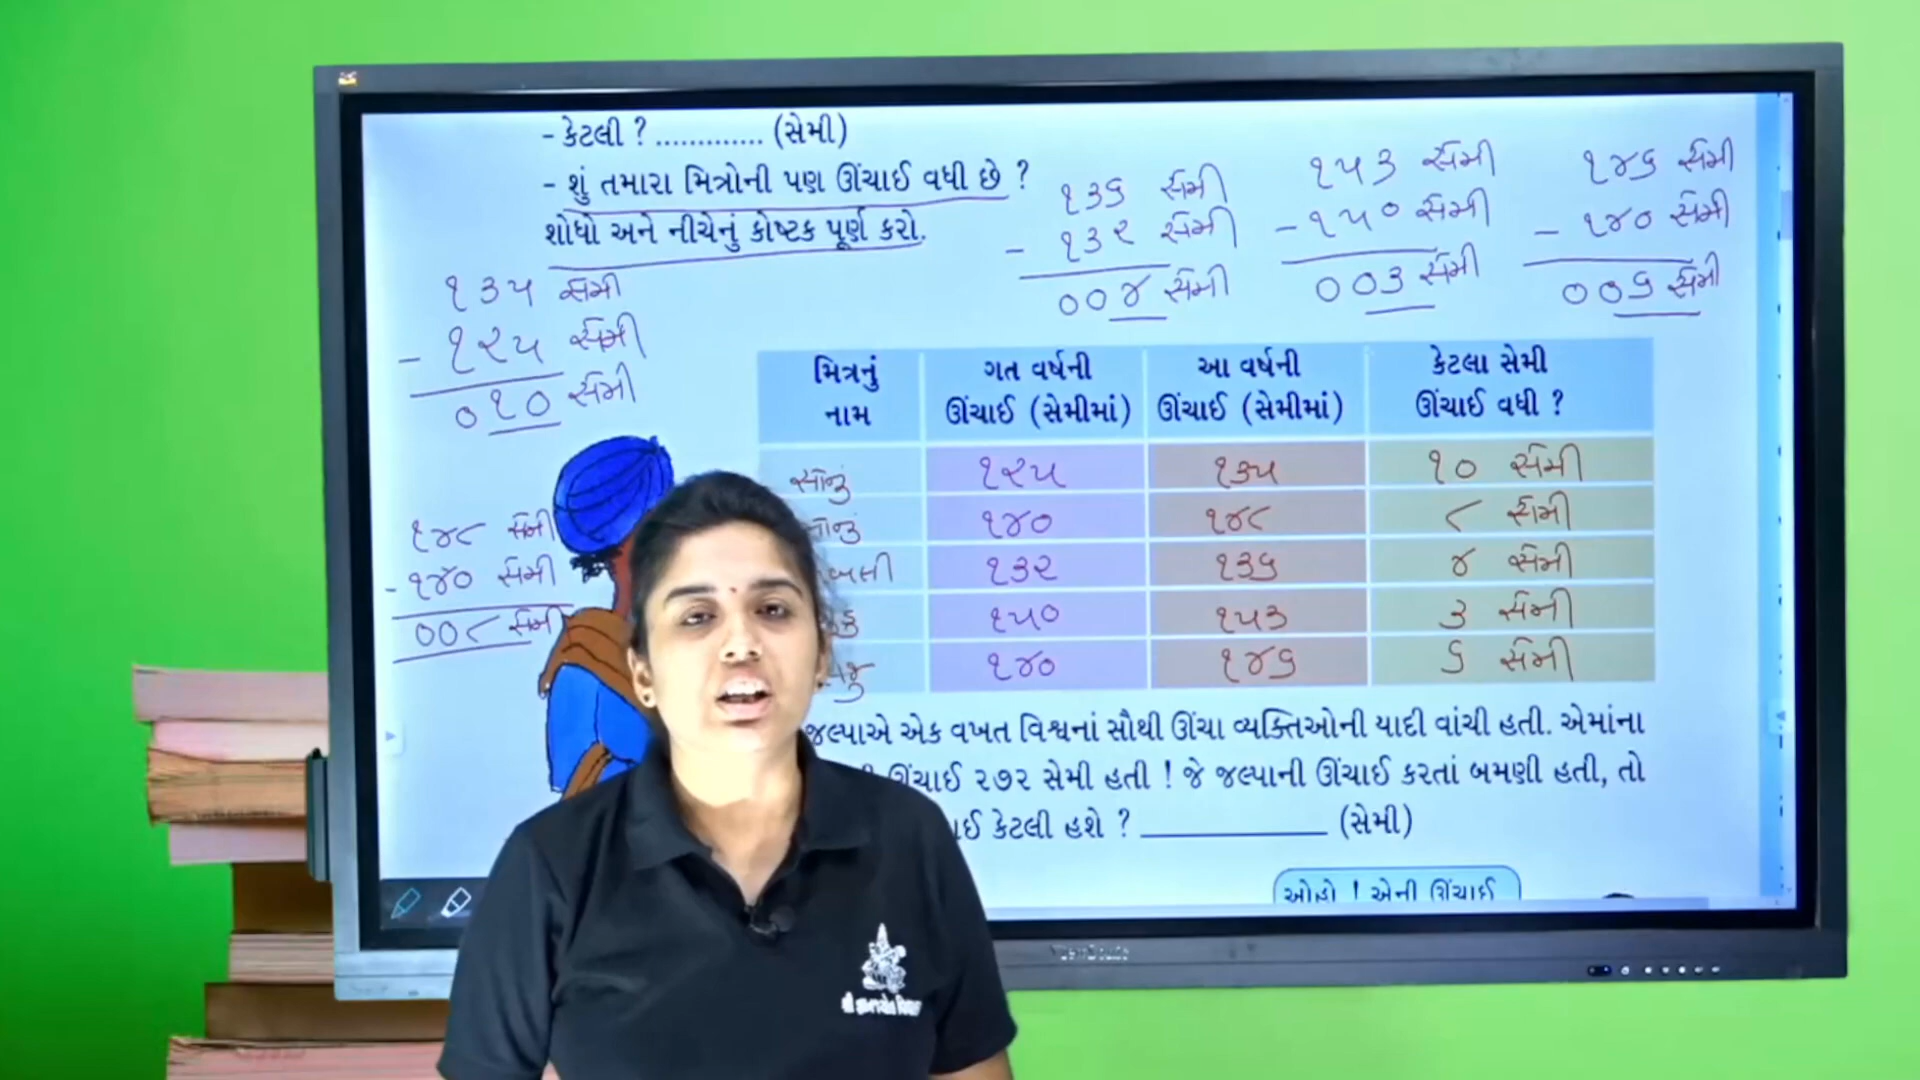 - કેટલી ? ............. (સેમી)
- શું તમારા મિત્રોની પણ ઊંચાઈ વધી છે ?
શોધો અને નીચેનું કોષ્ટક પૂર્ણ કરો.
૧૩૬ સેમી
- ૧૩૨ સેમી
૦૦૪ સેમી
૧૫૩ સેમી
- ૧૫૦ સેમી
૦૦૩ સેમી
૧૪૬ સેમી
- ૧૪૦ સેમી
૦૦૬ સેમી
૧૩૫ સેમી
- ૧૨૫ સેમી
૦૧૦ સેમી
૧૪૮ સેમી
- ૧૪૦ સેમી
૦૦૮ સેમી
મિત્રનું નામ ગત વર્ષની ઊંચાઈ (સેમીમાં) આ વર્ષની ઊંચાઈ (સેમીમાં) કેટલા સેમી ઊંચાઈ વધી ?
સોનું ૧૨૫ ૧૩૫ ૧૦ સેમી
૧૪૦ ૧૪૮ ૮ સેમી
૧૩૨ ૧૩૬ ૪ સેમી
૧૫૦ ૧૫૩ ૩ સેમી
૧૪૦ ૧૪૬ ૬ સેમી
જલ્પાએ એક વખત વિશ્વનાં સૌથી ઊંચા વ્યક્તિઓની યાદી વાંચી હતી. એમાંના
ઊંચાઈ ૨૭૨ સેમી હતી ! જે જલ્પાની ઊંચાઈ કરતાં બમણી હતી, તો
કેટલી હશે ? ____________ (સેમી)
ઓહો ! એની ઊંચાઈ